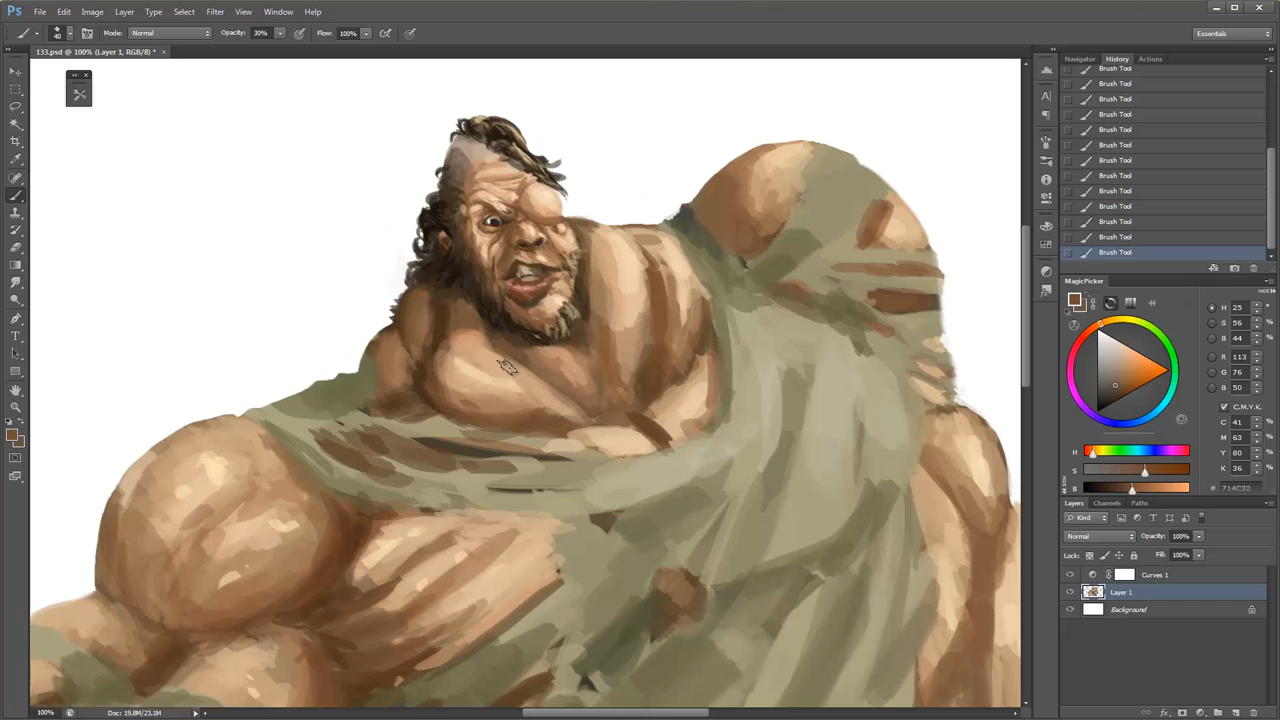 Ps File Edit Image Layer Type Select Filter View Window Help
40 Mode: Normal Opacity: 30% Flow: 100% Essentials
133.psd @ 100% (Layer 1, RGB/8) * ×
Navigator History Actions
Brush Tool
Brush Tool
Brush Tool
Brush Tool
Brush Tool
Brush Tool
Brush Tool
Brush Tool
Brush Tool
Brush Tool
Brush Tool
Brush Tool
Brush Tool
MagicPicker
HIDE
H 25 °
S 56 %
B 44 %
R 113
G 76
B 50
C.M.Y.K.
C 41 %
M 63 %
Y 80 %
K 36 %
# 714C32
H
S
B
Layers Channels Paths
Kind
Normal Opacity: 100%
Lock: Fill: 100%
Curves 1
Layer 1
Background
100% Doc: 19,8M/23,1M